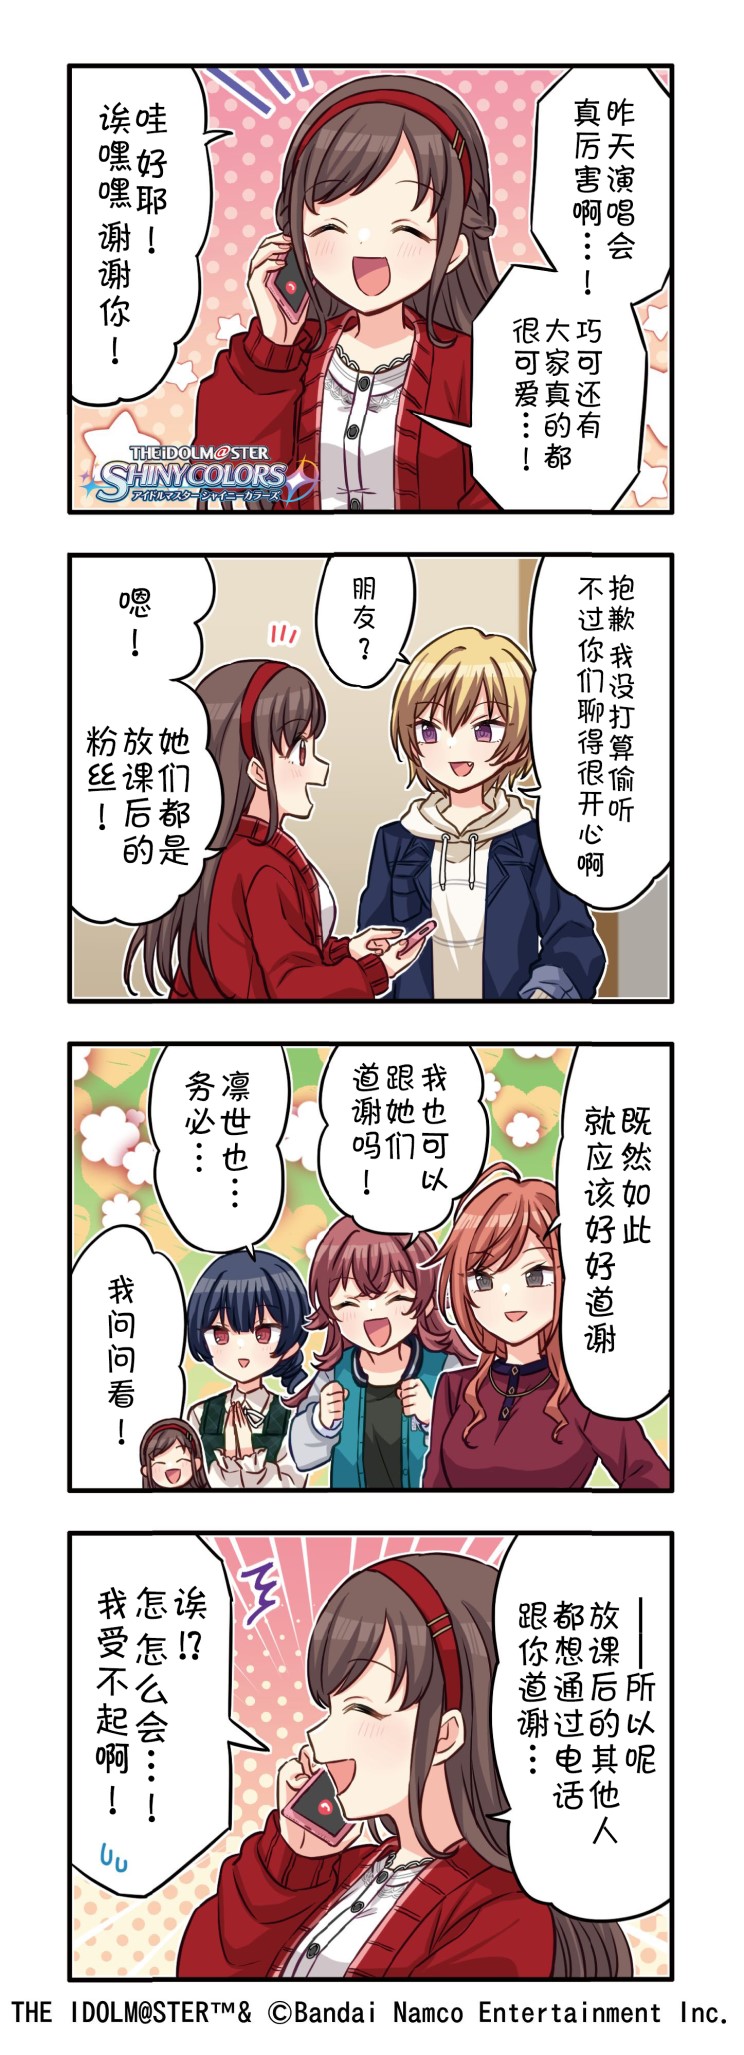 昨天演唱会
真厉害啊…！
巧可还有
大家真的都
很可爱…！
哇 好耶！
诶嘿嘿 谢谢你！
THE iDOLM@STER
SHINY COLORS
アイドルマスター シャイニーカラーズ
抱歉 我没打算偷听
不过你们聊得很开心啊
朋友？
嗯！
她们都是
放课后的
粉丝！
既然如此
就应该好好道谢
我也可以
跟她们
道谢吗！
凛世也…
务必…
我问问看！
——所以呢
放课后的其他人
都想通过电话
跟你道谢…
诶!?
怎怎么会…！
我受不起啊！
THE IDOLM@STER™& ©Bandai Namco Entertainment Inc.